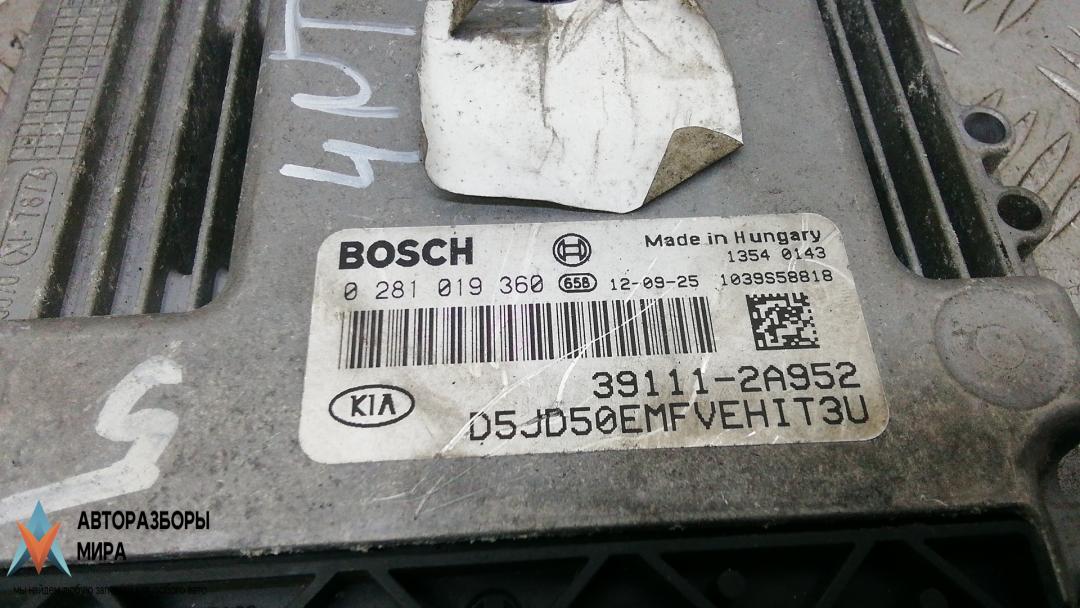 BOSCH
Made in Hungary
1354 0143
0 281 019 360 658 12-09-25 1039S58818
39111-2A952
KIA
D5JD50EMFVEHIT3U
АВТОРАЗБОРЫ
МИРА